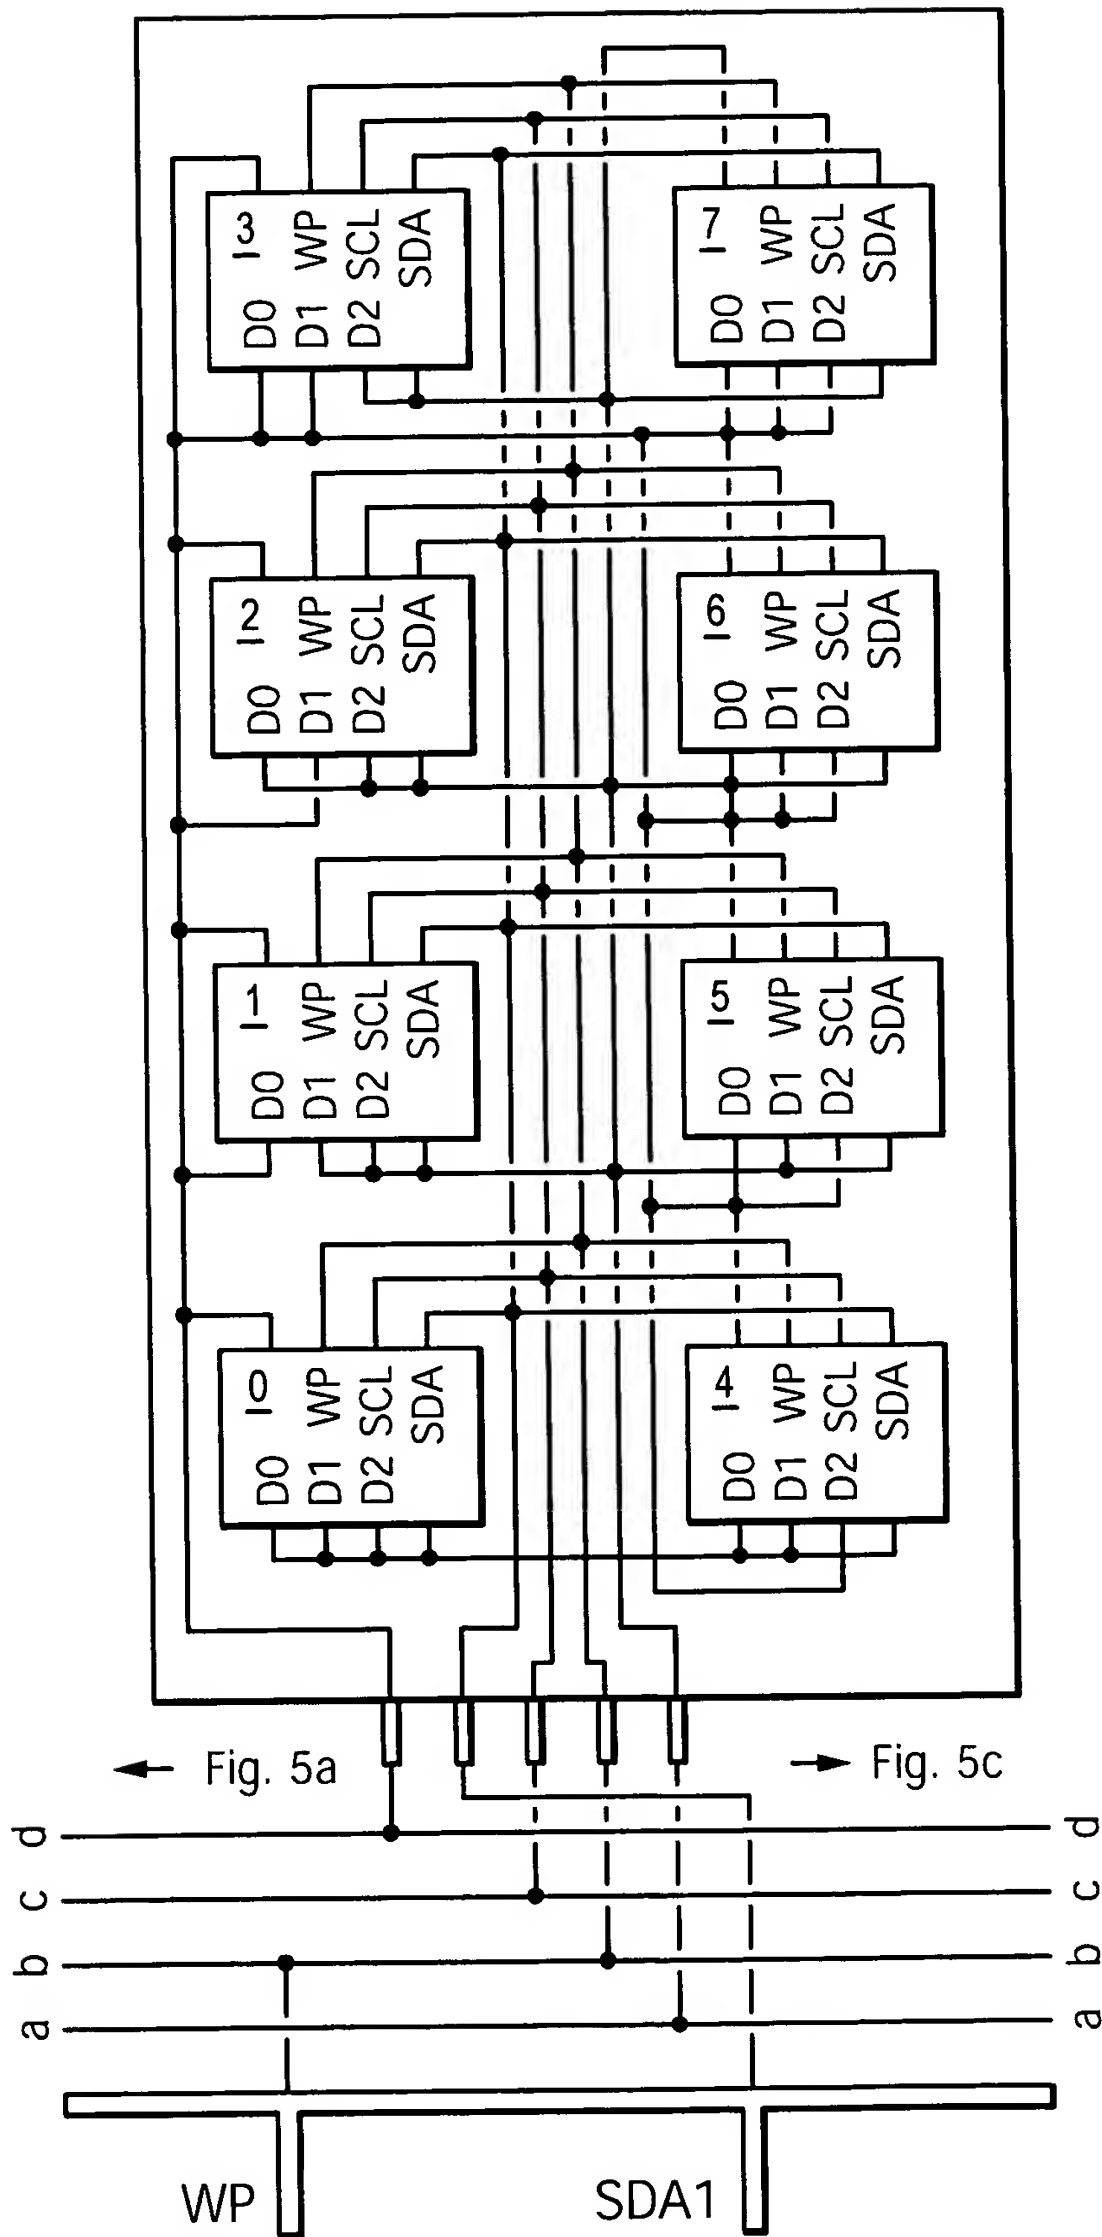 3 WP SCL SDA
D0 D1 D2
7 WP SCL SDA
D0 D1 D2
2 WP SCL SDA
D0 D1 D2
6 WP SCL SDA
D0 D1 D2
1 WP SCL SDA
D0 D1 D2
5 WP SCL SDA
D0 D1 D2
0 WP SCL SDA
D0 D1 D2
4 WP SCL SDA
D0 D1 D2
Fig. 5a
Fig. 5c
d d
c c
b b
a a
WP
SDA1